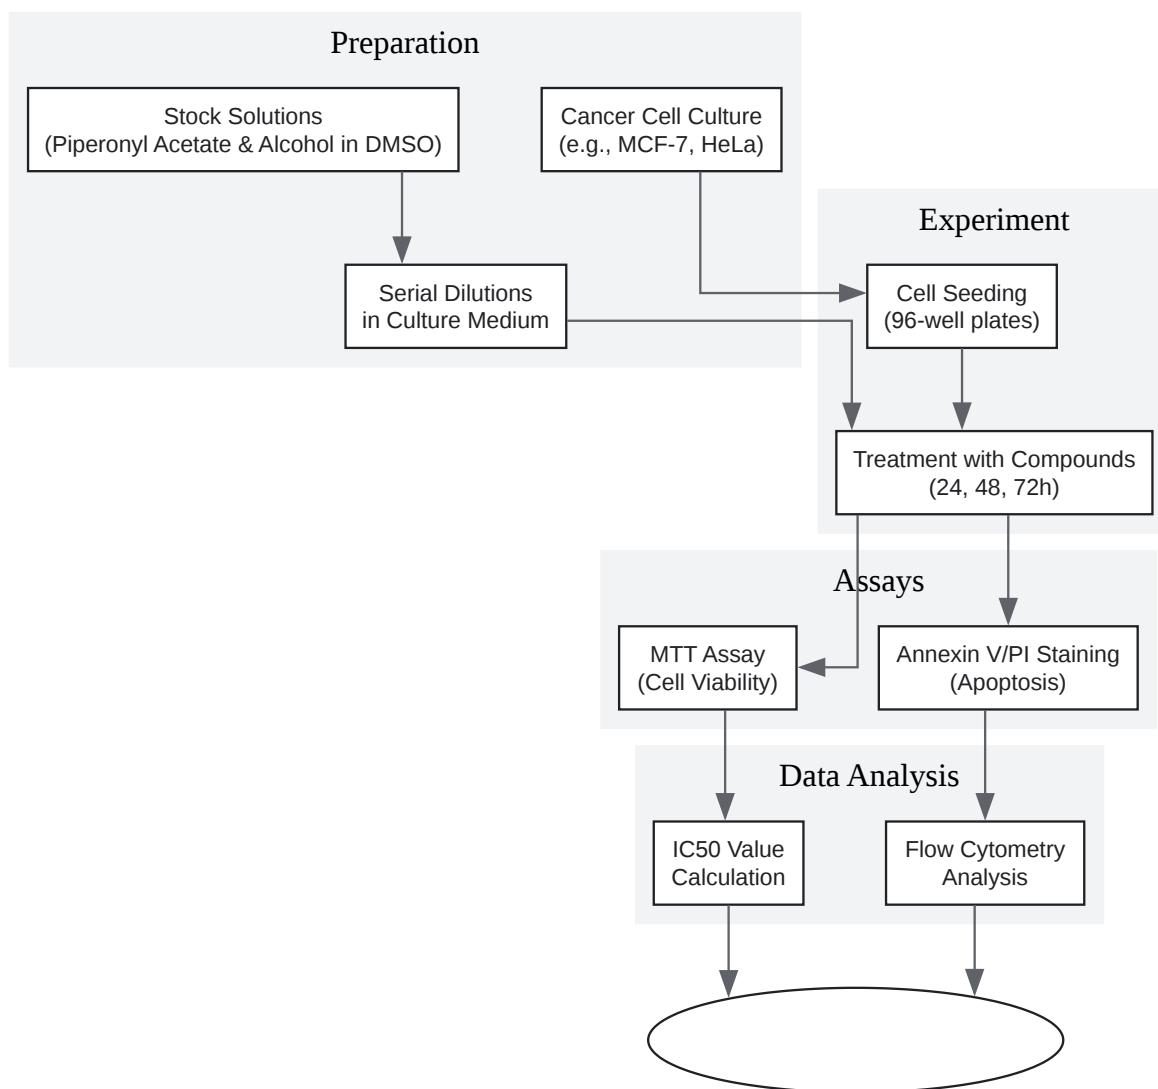 Preparation
Stock Solutions
(Piperonyl Acetate & Alcohol in DMSO)
Cancer Cell Culture
(e.g., MCF-7, HeLa)
Serial Dilutions
in Culture Medium
Experiment
Cell Seeding
(96-well plates)
Treatment with Compounds
(24, 48, 72h)
Assays
MTT Assay
(Cell Viability)
Annexin V/PI Staining
(Apoptosis)
Data Analysis
IC50 Value
Calculation
Flow Cytometry
Analysis